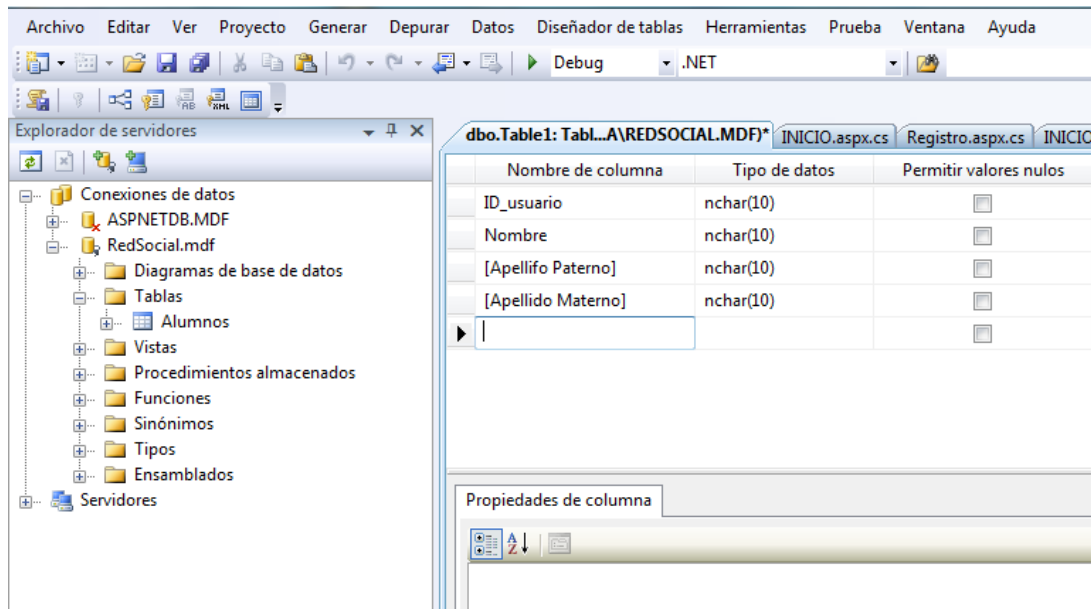 Archivo Editar Ver Proyecto Generar Depurar Datos Diseñador de tablas Herramientas Prueba Ventana Ayuda
Debug .NET
Explorador de servidores
Conexiones de datos
ASPNETDB.MDF
RedSocial.mdf
Diagramas de base de datos
Tablas
Alumnos
Vistas
Procedimientos almacenados
Funciones
Sinónimos
Tipos
Ensamblados
Servidores
dbo.Table1: Tabl...A\REDSOCIAL.MDF)* INICIO.aspx.cs Registro.aspx.cs INICIO
Nombre de columna Tipo de datos Permitir valores nulos
ID_usuario nchar(10)
Nombre nchar(10)
[Apellifo Paterno] nchar(10)
[Apellido Materno] nchar(10)
Propiedades de columna